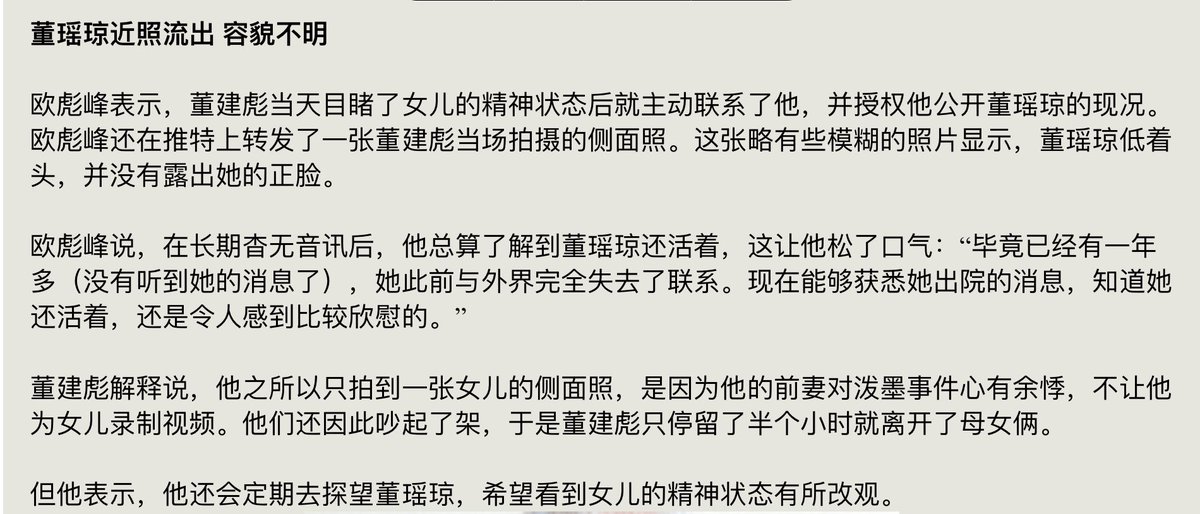 董瑶琼近照流出 容貌不明
欧彪峰表示，董建彪当天目睹了女儿的精神状态后就主动联系了他，并授权他公开董瑶琼的现况。
欧彪峰还在推特上转发了一张董建彪当场拍摄的侧面照。这张略有些模糊的照片显示，董瑶琼低着
头，并没有露出她的正脸。
欧彪峰说，在长期杳无音讯后，他总算了解到董瑶琼还活着，这让他松了口气：“毕竟已经有一年
多（没有听到她的消息了），她此前与外界完全失去了联系。现在能够获悉她出院的消息，知道她
还活着，还是令人感到比较欣慰的。”
董建彪解释说，他之所以只拍到一张女儿的侧面照，是因为他的前妻对泼墨事件心有余悸，不让他
为女儿录制视频。他们还因此吵起了架，于是董建彪只停留了半个小时就离开了母女俩。
但他表示，他还会定期去探望董瑶琼，希望看到女儿的精神状态有所改观。